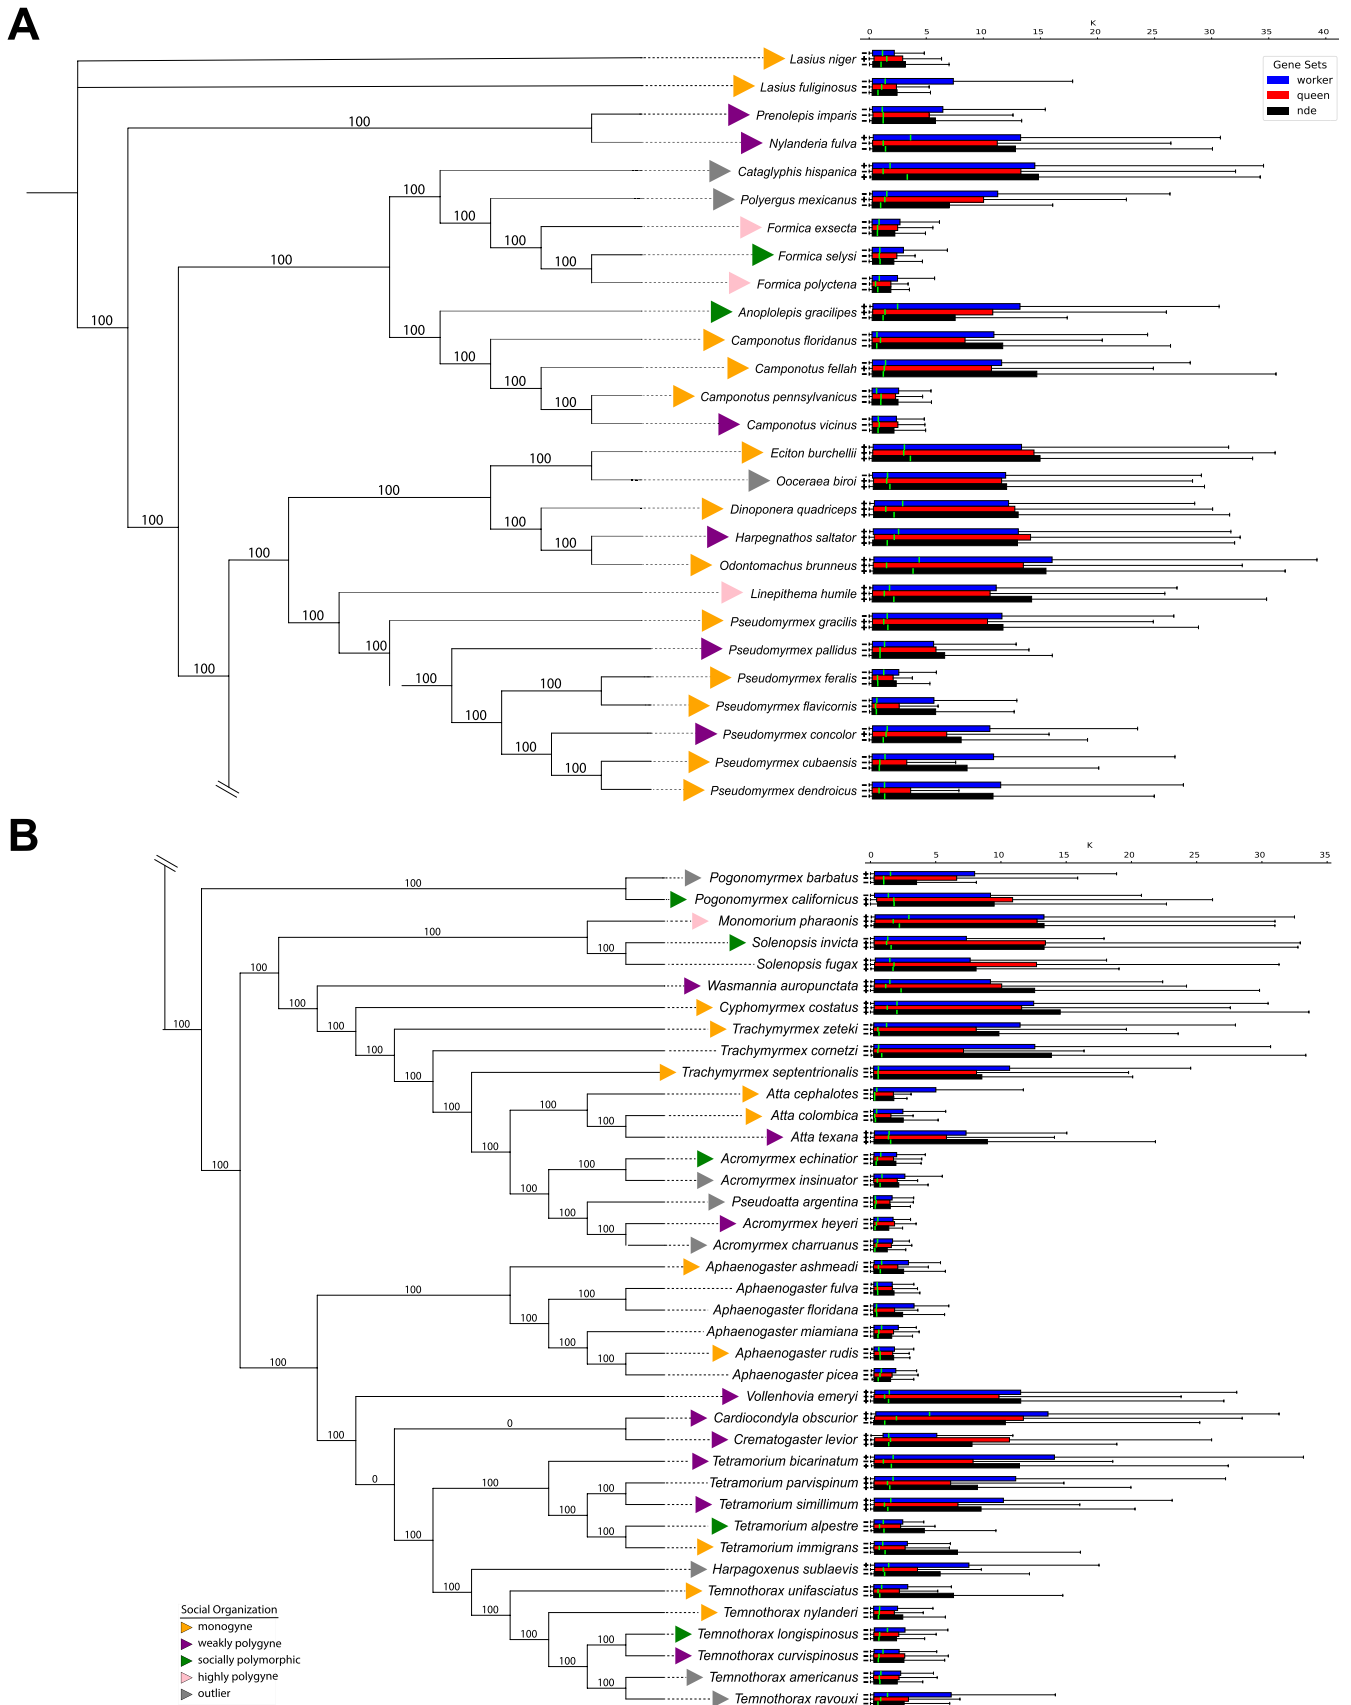 A
K
0 5 10 15 20 25 30 35 40
Gene Sets
worker
queen
nde
Lasius niger
Lasius fuliginosus
Prenolepis imparis
100
Nylanderia fulva
Cataglyphis hispanica
100
Polyergus mexicanus
100
Formica exsecta
100
Formica selysi
100
100
Formica polyctena
Anoplolepis gracilipes
100
100
Camponotus floridanus
100
Camponotus fellah
100
Camponotus pennsylvanicus
100
Camponotus vicinus
Eciton burchellii
100
Ooceraea biroi
100
Dinoponera quadriceps
100
100
Harpegnathos saltator
100
100
Odontomachus brunneus
Linepithema humile
100
Pseudomyrmex gracilis
100
Pseudomyrmex pallidus
100
100
Pseudomyrmex feralis
100
Pseudomyrmex flavicornis
100
Pseudomyrmex concolor
100
Pseudomyrmex cubaensis
100
Pseudomyrmex dendroicus
B
K
0 5 10 15 20 25 30 35
Pogonomyrmex barbatus
100
Pogonomyrmex californicus
Monomorium pharaonis
100
Solenopsis invicta
100
Solenopsis fugax
100
Wasmannia auropunctata
100
Cyphomyrmex costatus
100
Trachymyrmex zeteki
100
Trachymyrmex cornetzi
100
Trachymyrmex septentrionalis
Atta cephalotes
100
100
Atta colombica
100
Atta texana
100
Acromyrmex echinatior
100
100
Acromyrmex insinuator
100
Pseudoatta argentina
100
100
Acromyrmex heyeri
100
Acromyrmex charruanus
Aphaenogaster ashmeadi
100
Aphaenogaster fulva
100
Aphaenogaster floridana
100
Aphaenogaster miamiana
100
Aphaenogaster rudis
100
100
Aphaenogaster picea
Vollenhovia emeryi
Cardiocondyla obscurior
0
100
Crematogaster levior
Tetramorium bicarinatum
0
100
Tetramorium parvispinum
100
Tetramorium simillimum
100
Tetramorium alpestre
100
100
Tetramorium immigrans
Harpagoxenus sublaevis
100
Temnothorax unifasciatus
100
Temnothorax nylanderi
100
Temnothorax longispinosus
100
Temnothorax curvispinosus
100
Temnothorax americanus
100
Temnothorax ravouxi
Social Organization
monogyne
weakly polygyne
socially polymorphic
highly polygyne
outlier